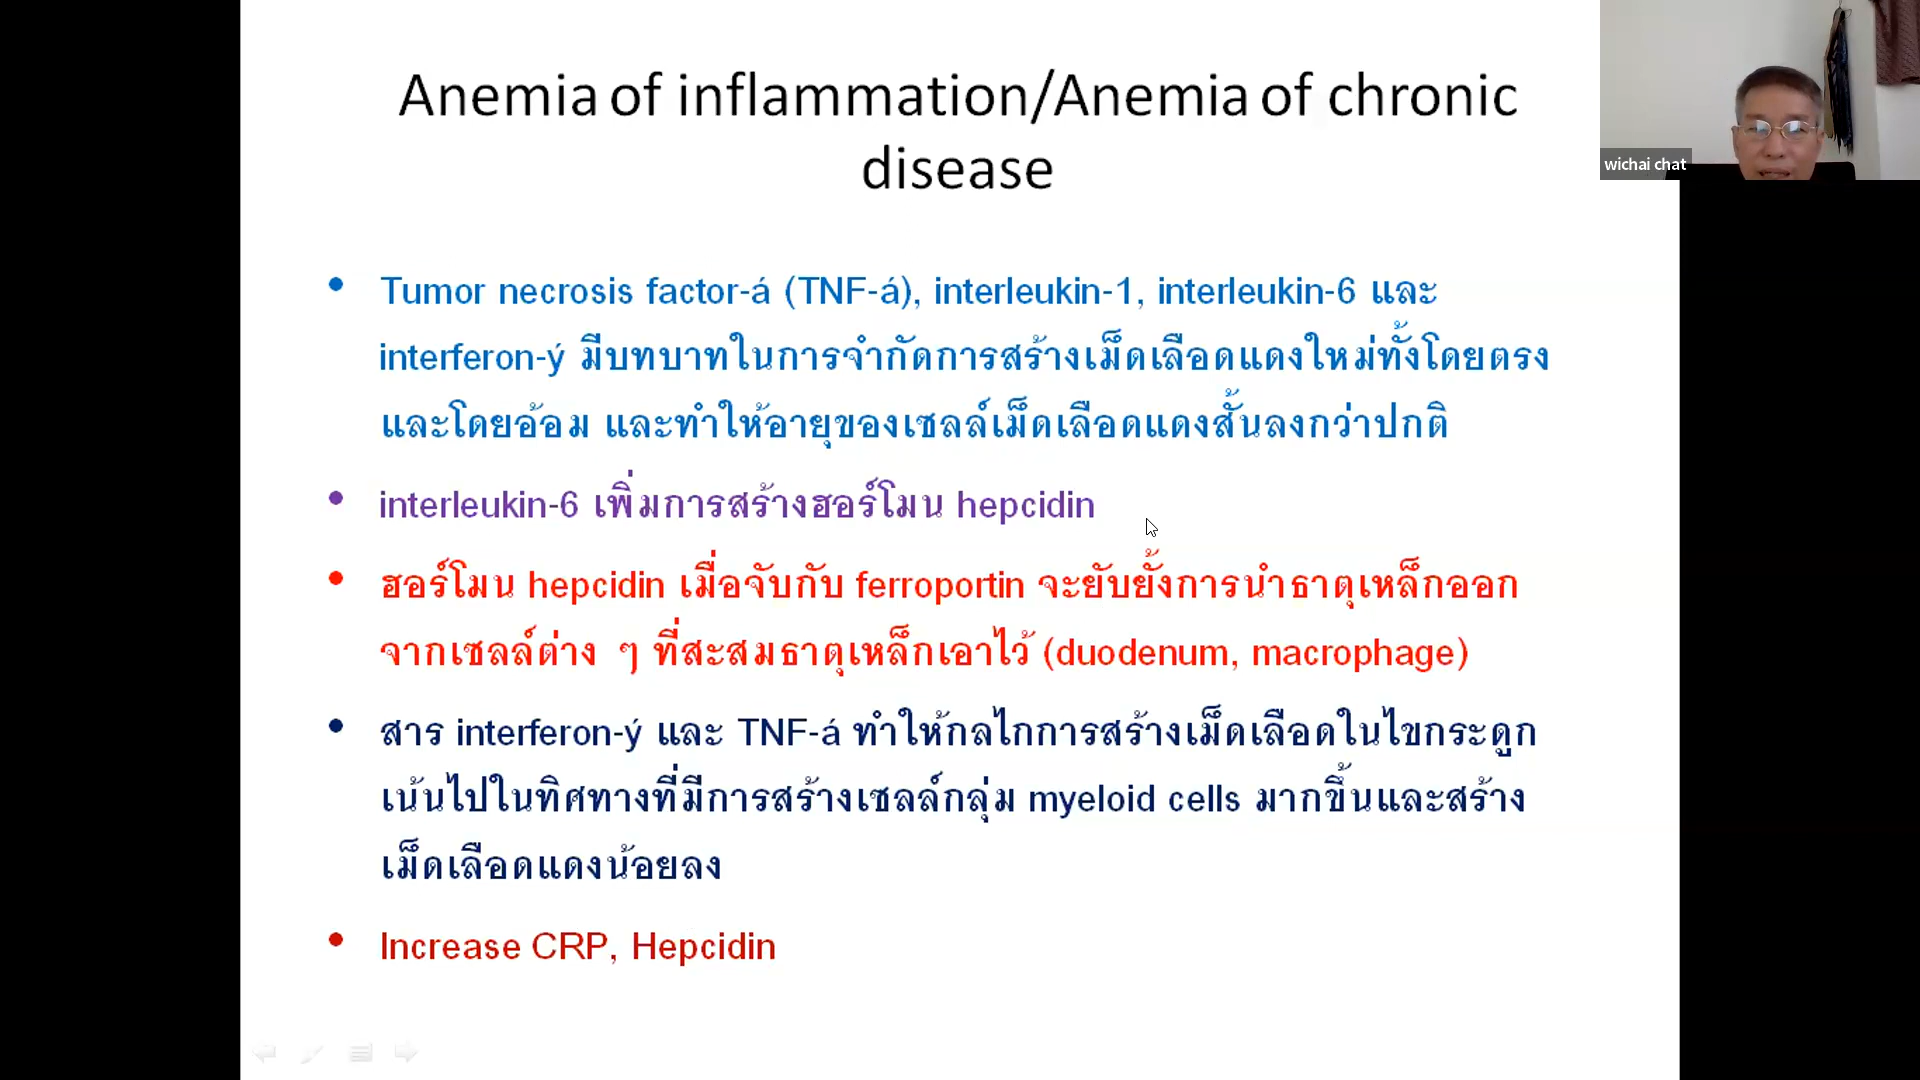 Anemia of inflammation/Anemia of chronic
disease
wichai chat
• Tumor necrosis factor-á (TNF-á), interleukin-1, interleukin-6 และ
interferon-ý มีบทบาทในการจำกัดการสร้างเม็ดเลือดแดงใหม่ทั้งโดยตรง
และโดยอ้อม และทำให้อายุของเซลล์เม็ดเลือดแดงสั้นลงกว่าปกติ
• interleukin-6 เพิ่มการสร้างฮอร์โมน hepcidin
• ฮอร์โมน hepcidin เมื่อจับกับ ferroportin จะยับยั้งการนำธาตุเหล็กออก
จากเซลล์ต่าง ๆ ที่สะสมธาตุเหล็กเอาไว้ (duodenum, macrophage)
• สาร interferon-ý และ TNF-á ทำให้กลไกการสร้างเม็ดเลือดในไขกระดูก
เน้นไปในทิศทางที่มีการสร้างเซลล์กลุ่ม myeloid cells มากขึ้นและสร้าง
เม็ดเลือดแดงน้อยลง
• Increase CRP, Hepcidin